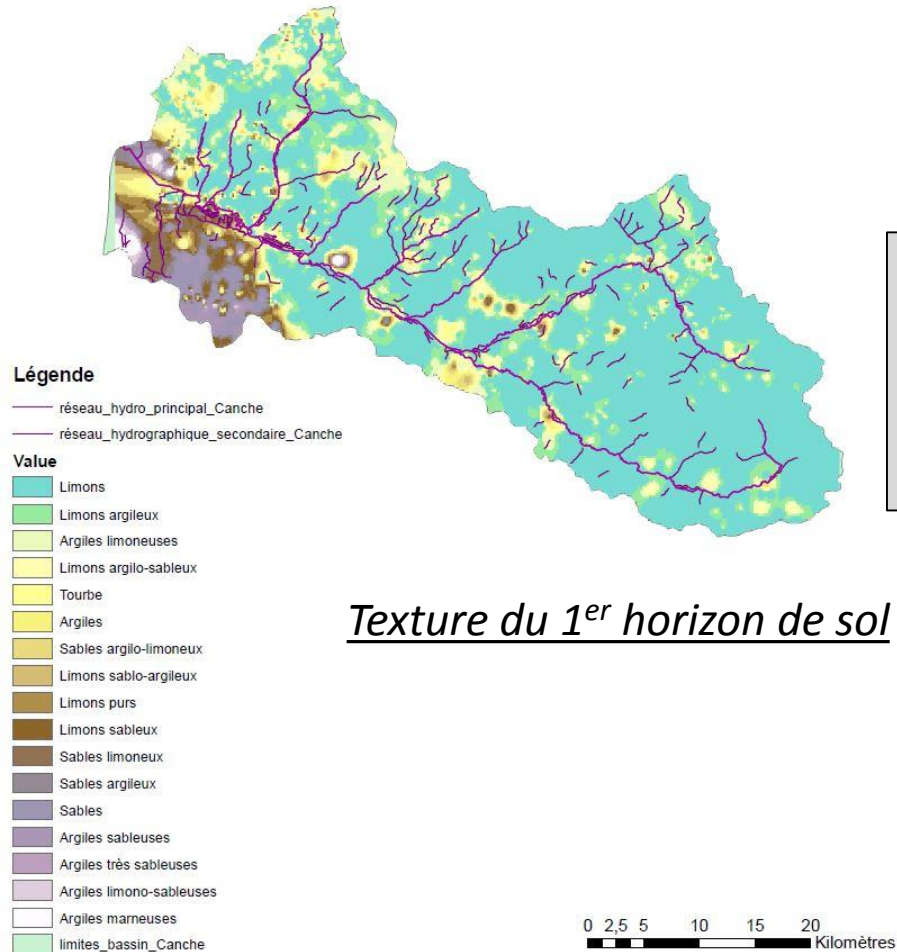 Légende
réseau_hydro_principal_Canche
réseau_hydrographique_secondaire_Canche
Value
Limons
Limons argileux
Argiles limoneuses
Limons argilo-sableux
Tourbe
Argiles
Sables argilo-limoneux
Limons sablo-argileux
Limons purs
Limons sableux
Sables limoneux
Sables argileux
Sables
Argiles sableuses
Argiles très sableuses
Argiles limono-sableuses
Argiles marneuses
limites_bassin_Canche
Texture du 1er horizon de sol
0 2,5 5 10 15 20
Kilomètres